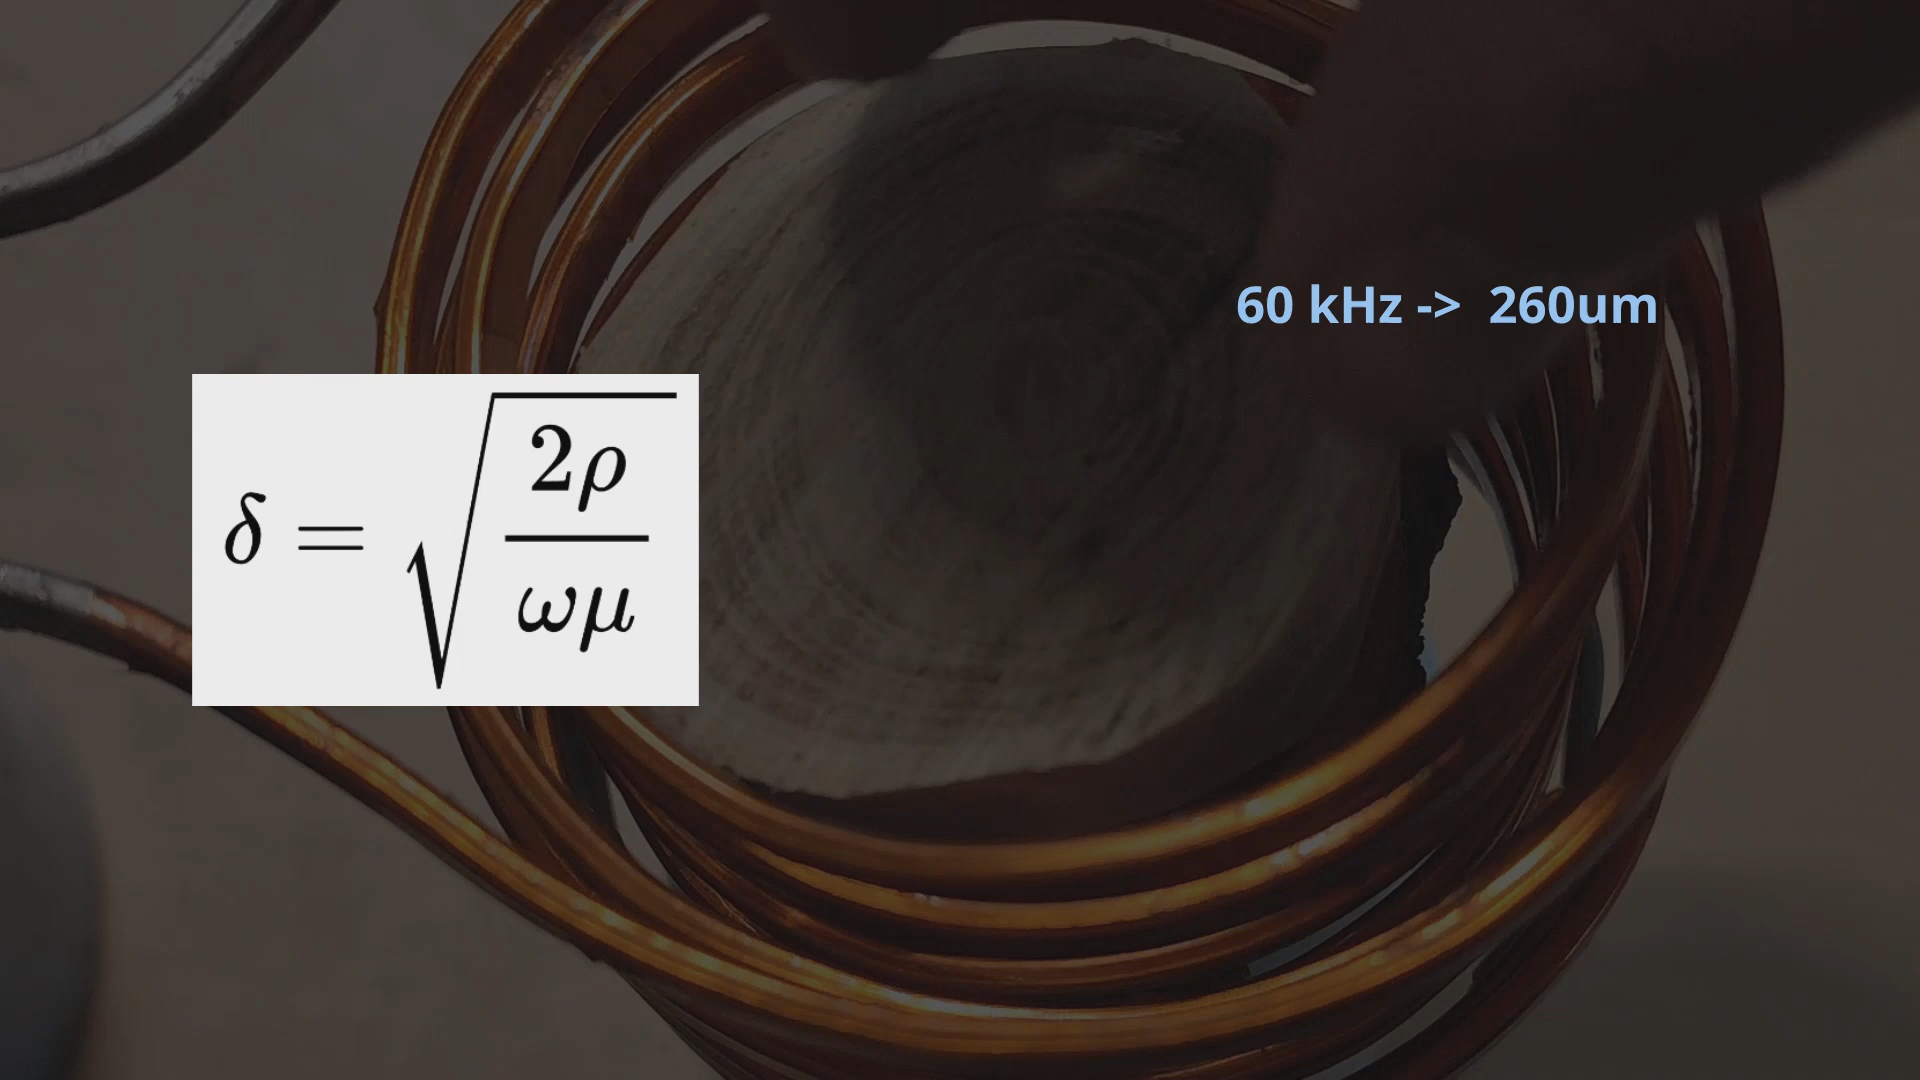 60 kHz -> 260um
δ = √(2ρ / ωμ)